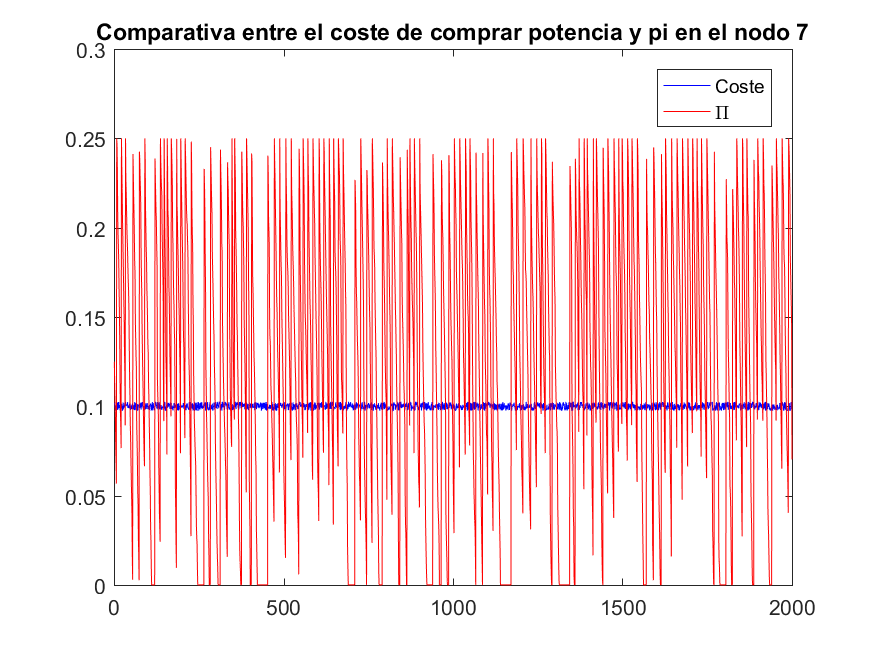 Comparativa entre el coste de comprar potencia y pi en el nodo 7
0.3
Coste
Π
0.25
0.2
0.15
0.1
0.05
0
0 500 1000 1500 2000